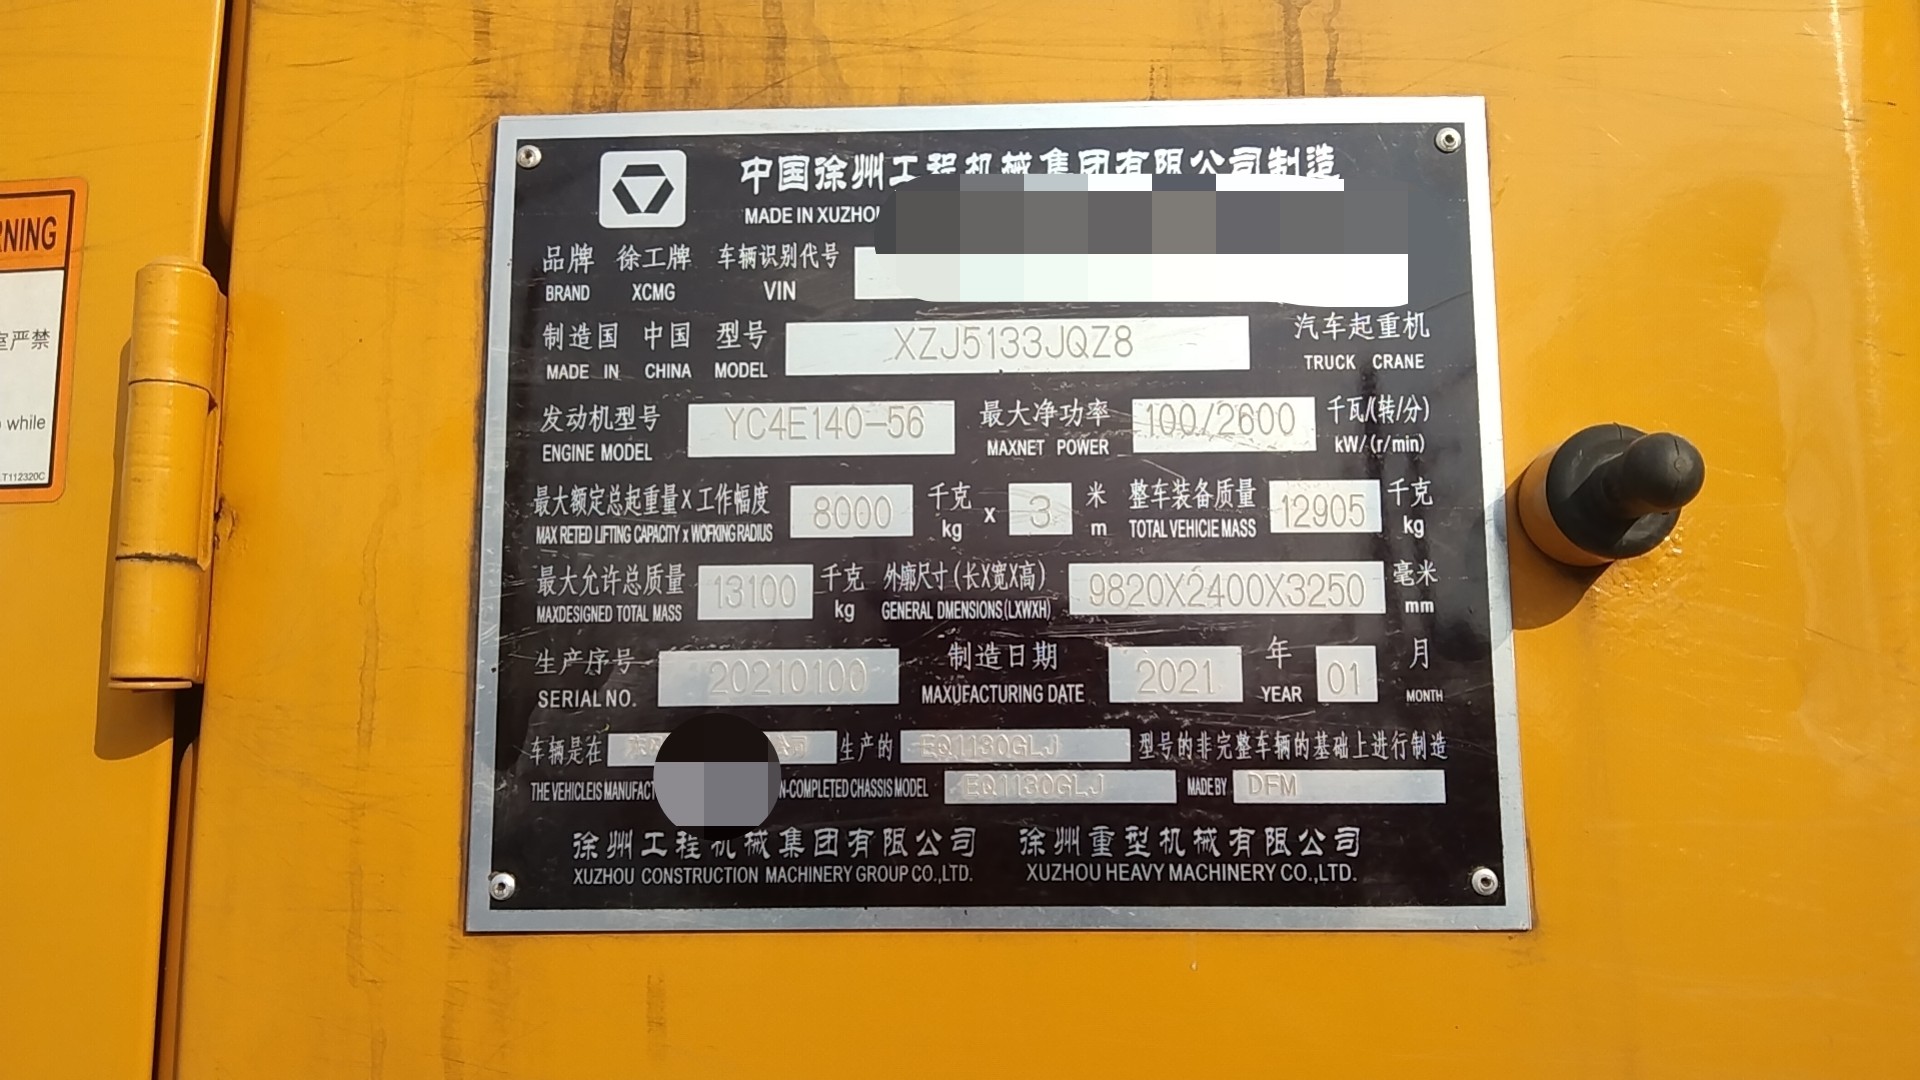 RNING
室严禁
while
T112320C
中国徐州工程机械集团有限公司制造
MADE IN XUZHOU
品牌 徐工牌 车辆识别代号
BRAND XCMG VIN
制造国 中国 型号 XZJ5133JQZ8 汽车起重机
MADE IN CHINA MODEL TRUCK CRANE
发动机型号 YC4E140-56 最大净功率 100/2600 千瓦/(转/分)
ENGINE MODEL MAXNET POWER kW/(r/min)
最大额定总起重量x工作幅度 8000 千克 x 3 米 整车装备质量 12905 千克
MAX RETED LIFTING CAPACITY x WOFKING RADIUS kg m TOTAL VEHICIE MASS kg
最大允许总质量 13100 千克 外廓尺寸(长X宽X高) 9820X2400X3250 毫米
MAXDESIGNED TOTAL MASS kg GENERAL DMENSIONS(LXWXH) mm
生产序号 20210100 制造日期 2021 年 01 月
SERIAL NO. MAXUFACTURING DATE YEAR MONTH
车辆是在 公司 生产的 EQ1130GLJ 型号的非完整车辆的基础上进行制造
THE VEHICLEIS MANUFACT N-COMPLETED CHASSIS MODEL EQ1130GLJ MADE BY DFM
徐州工程机械集团有限公司 徐州重型机械有限公司
XUZHOU CONSTRUCTION MACHINERY GROUP CO.,LTD. XUZHOU HEAVY MACHINERY CO.,LTD.